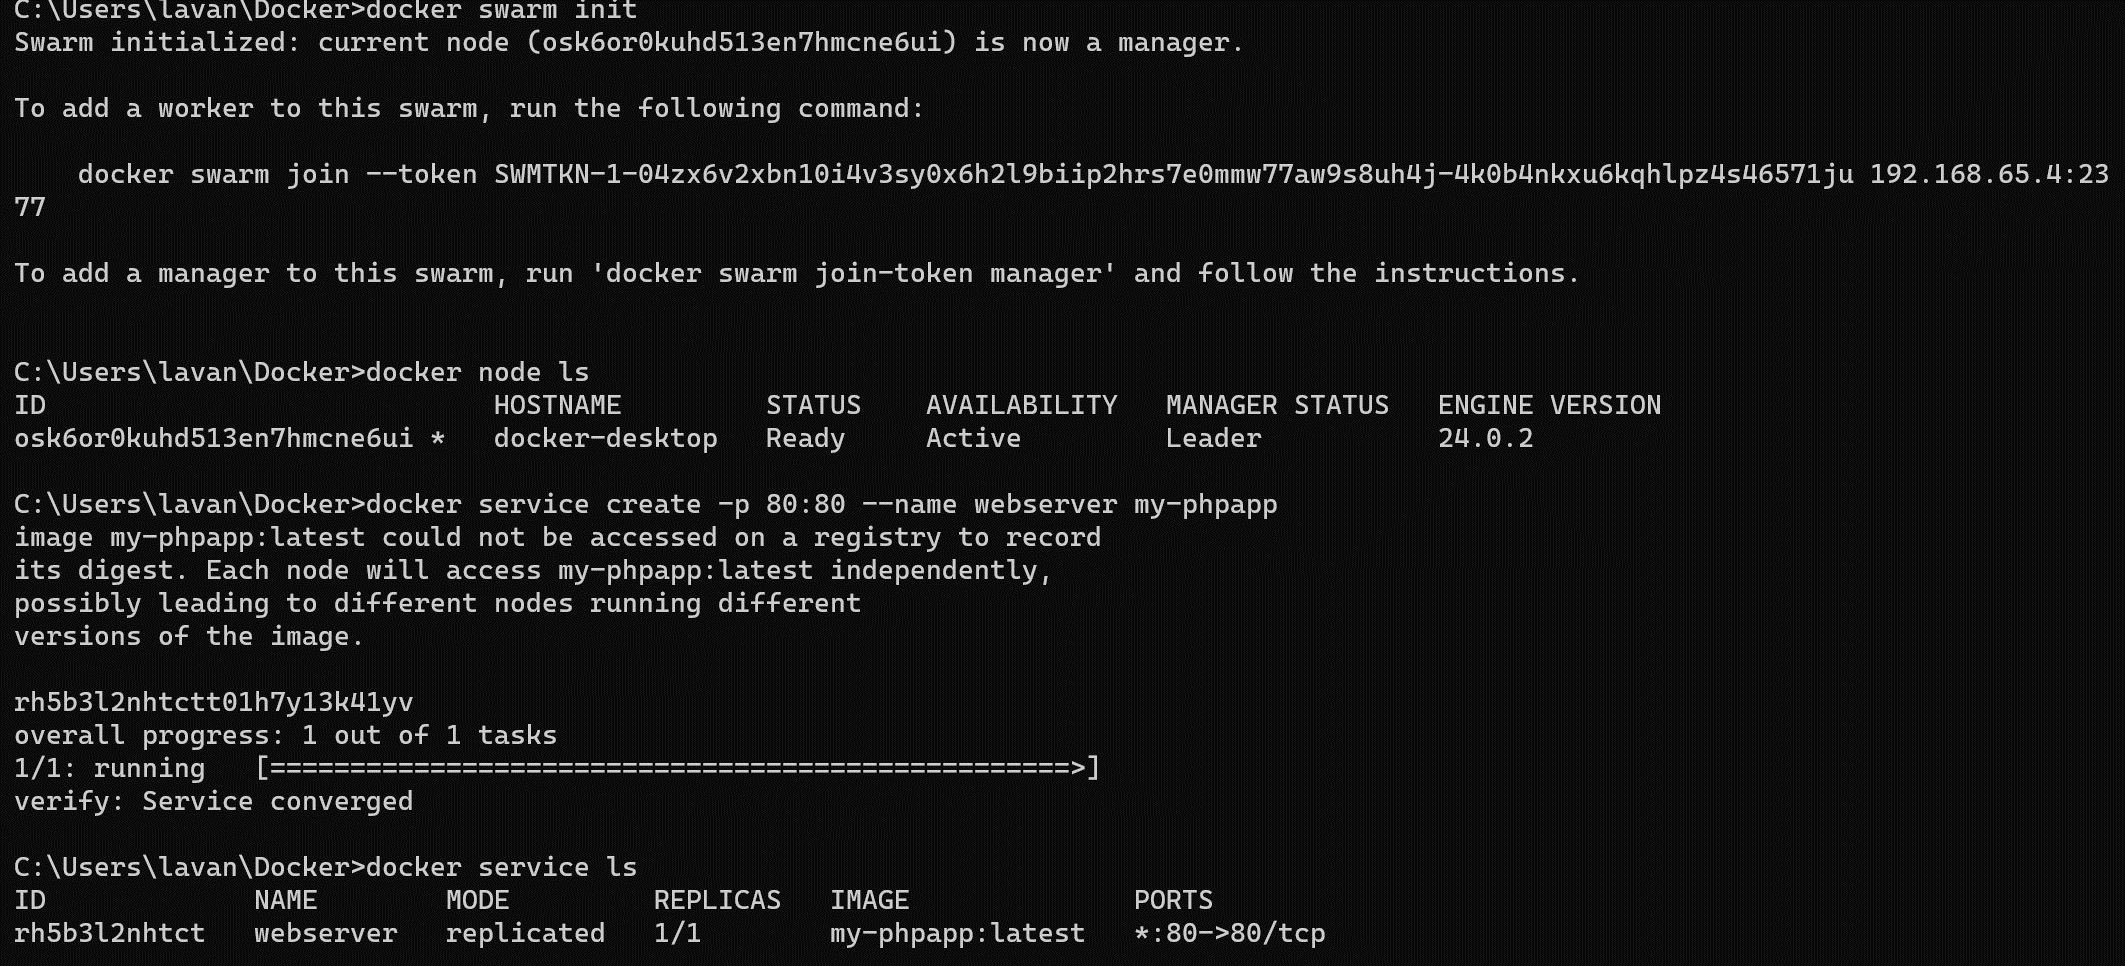 C:\Users\lavan\Docker>docker swarm init
Swarm initialized: current node (osk6or0kuhd513en7hmcne6ui) is now a manager.
To add a worker to this swarm, run the following command:
docker swarm join --token SWMTKN-1-04zx6v2xbn10i4v3sy0x6h2l9biip2hrs7e0mmw77aw9s8uh4j-4k0b4nkxu6kqhlpz4s46571ju 192.168.65.4:23
77
To add a manager to this swarm, run 'docker swarm join-token manager' and follow the instructions.
C:\Users\lavan\Docker>docker node ls
ID                            HOSTNAME         STATUS    AVAILABILITY   MANAGER STATUS   ENGINE VERSION
osk6or0kuhd513en7hmcne6ui *   docker-desktop   Ready     Active         Leader           24.0.2
C:\Users\lavan\Docker>docker service create -p 80:80 --name webserver my-phpapp
image my-phpapp:latest could not be accessed on a registry to record
its digest. Each node will access my-phpapp:latest independently,
possibly leading to different nodes running different
versions of the image.
rh5b3l2nhtctt01h7y13k41yv
overall progress: 1 out of 1 tasks
1/1: running   [==================================================>]
verify: Service converged
C:\Users\lavan\Docker>docker service ls
ID             NAME        MODE         REPLICAS   IMAGE              PORTS
rh5b3l2nhtct   webserver   replicated   1/1        my-phpapp:latest   *:80->80/tcp